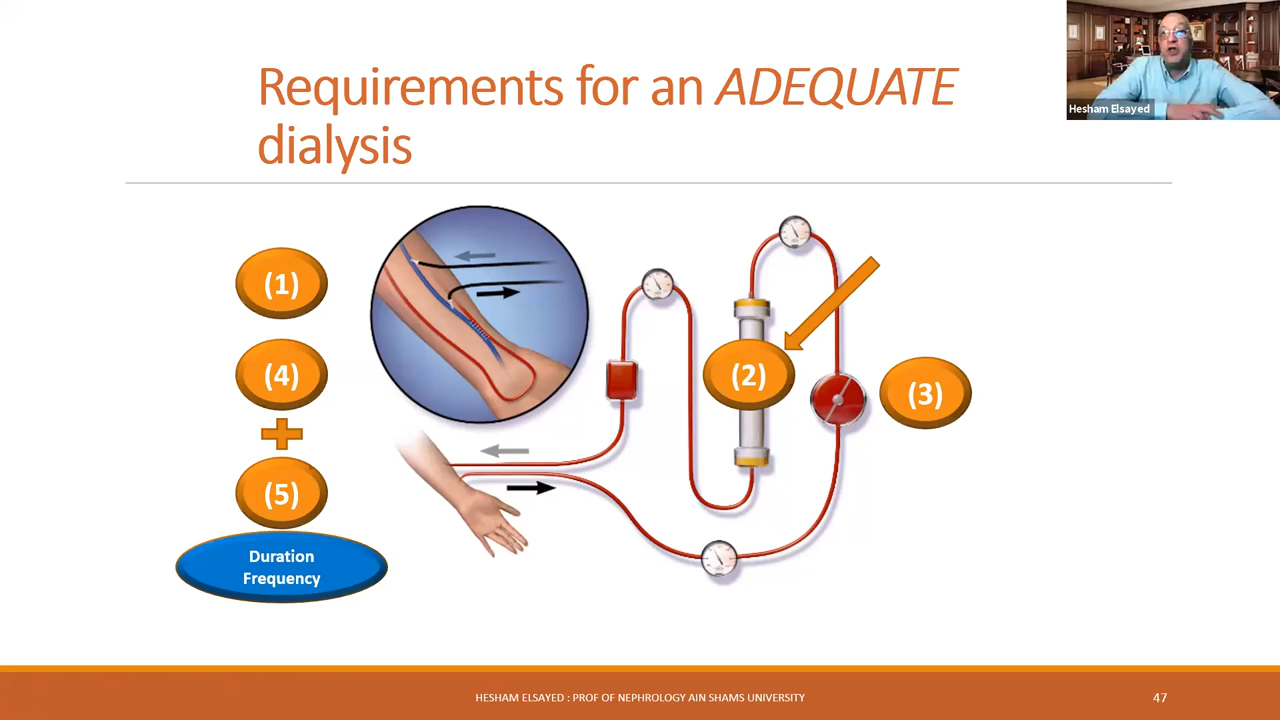 Requirements for an ADEQUATE
dialysis
Hesham Elsayed
(1)
(4)
(5)
Duration
Frequency
(2)
(3)
HESHAM ELSAYED : PROF OF NEPHROLOGY AIN SHAMS UNIVERSITY
47